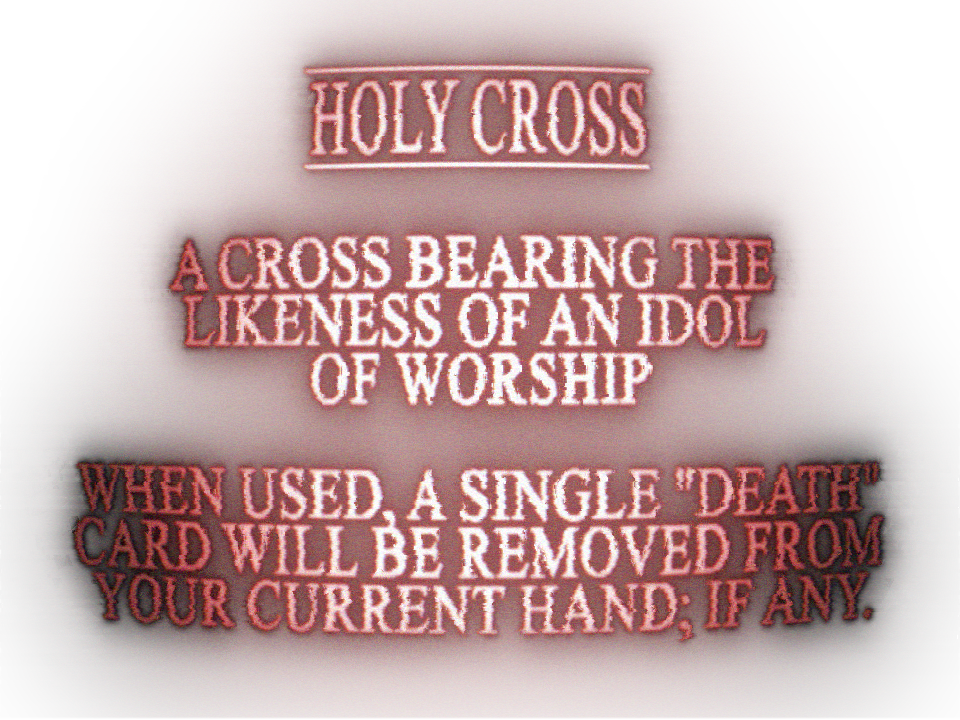 HOLY CROSS
A CROSS BEARING THE
LIKENESS OF AN IDOL
OF WORSHIP
WHEN USED, A SINGLE "DEATH"
CARD WILL BE REMOVED FROM
YOUR CURRENT HAND; IF ANY.